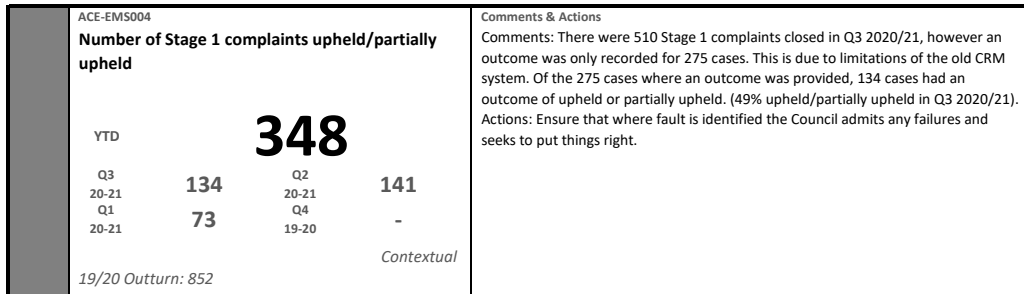 ACE-EMS004
Number of Stage 1 complaints upheld/partially
upheld
YTD
348
Q3
20-21
134
Q2
20-21
141
Q1
20-21
73
Q4
19-20
-
Contextual
19/20 Outturn: 852
Comments & Actions
Comments: There were 510 Stage 1 complaints closed in Q3 2020/21, however an
outcome was only recorded for 275 cases. This is due to limitations of the old CRM
system. Of the 275 cases where an outcome was provided, 134 cases had an
outcome of upheld or partially upheld. (49% upheld/partially upheld in Q3 2020/21).
Actions: Ensure that where fault is identified the Council admits any failures and
seeks to put things right.